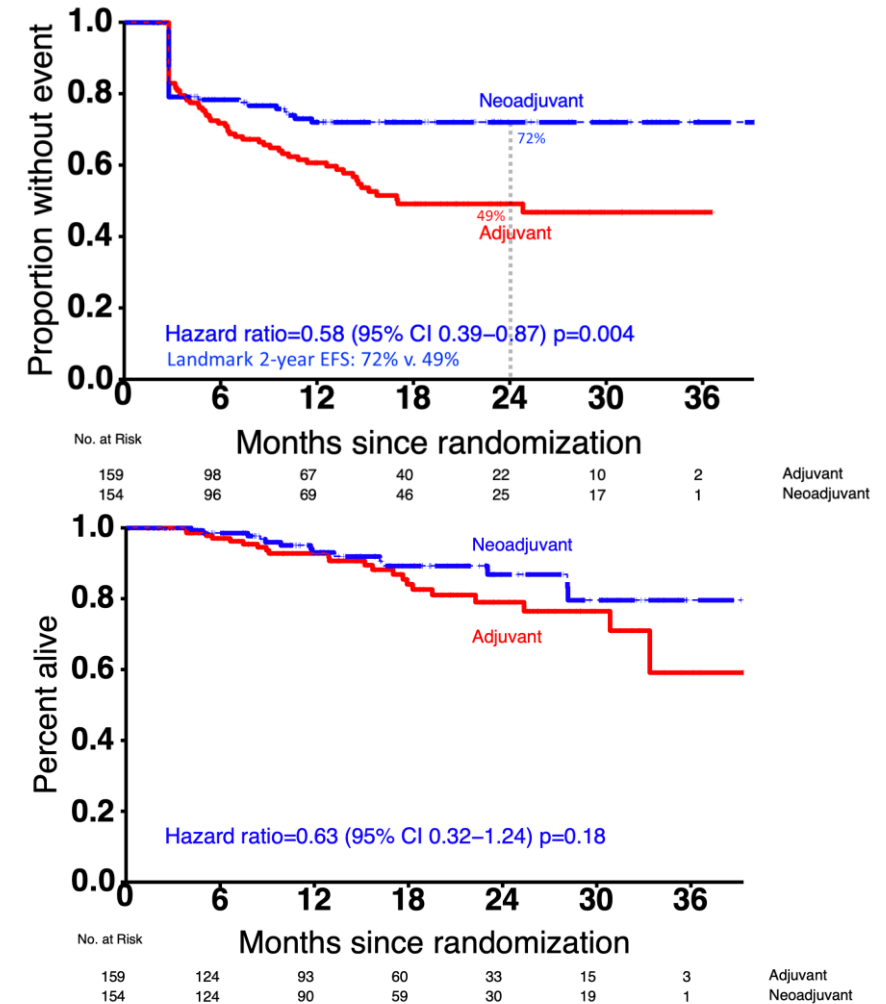 Proportion without event
1.0
0.8
0.6
0.4
0.2
0.0
Neoadjuvant
72%
49%
Adjuvant
Hazard ratio=0.58 (95% CI 0.39–0.87) p=0.004
Landmark 2-year EFS: 72% v. 49%
0 6 12 18 24 30 36
No. at Risk
Months since randomization
159 98 67 40 22 10 2 Adjuvant
154 96 69 46 25 17 1 Neoadjuvant
Percent alive
1.0
0.8
0.6
0.4
0.2
0.0
Neoadjuvant
Adjuvant
Hazard ratio=0.63 (95% CI 0.32–1.24) p=0.18
0 6 12 18 24 30 36
No. at Risk
Months since randomization
159 124 93 60 33 15 3 Adjuvant
154 124 90 59 30 19 1 Neoadjuvant